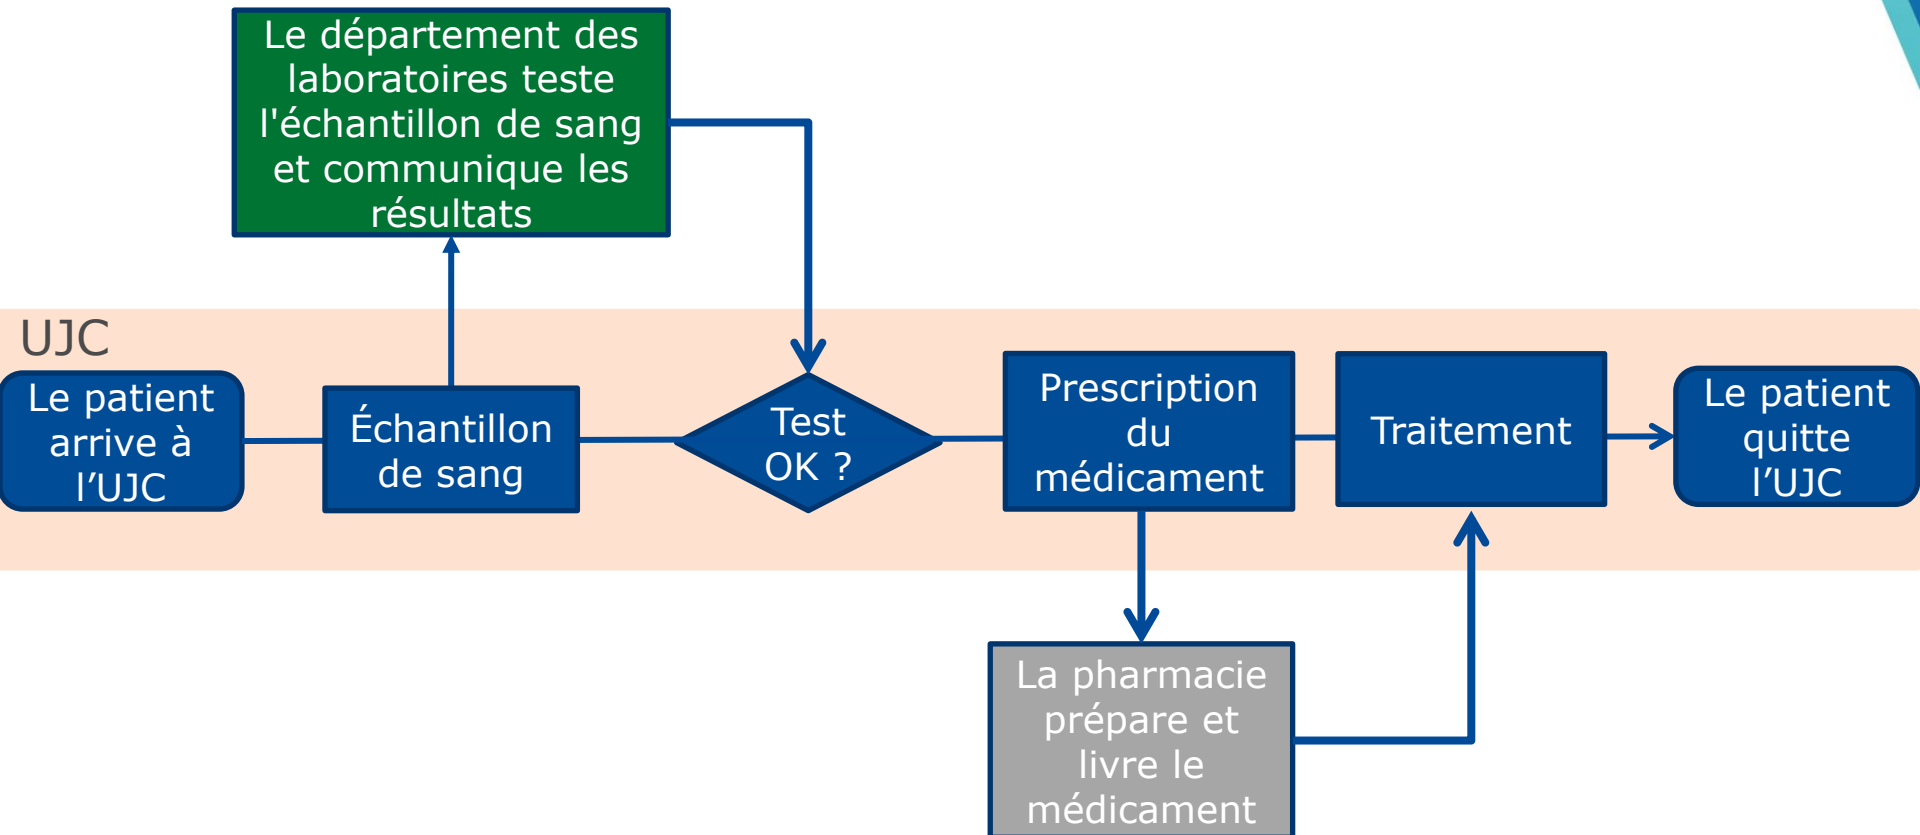 Le département des
laboratoires teste
l'échantillon de sang
et communique les
résultats
UJC
Le patient
arrive à
l’UJC
Échantillon
de sang
Test
OK ?
Prescription
du
médicament
Traitement
Le patient
quitte
l’UJC
La pharmacie
prépare et
livre le
médicament